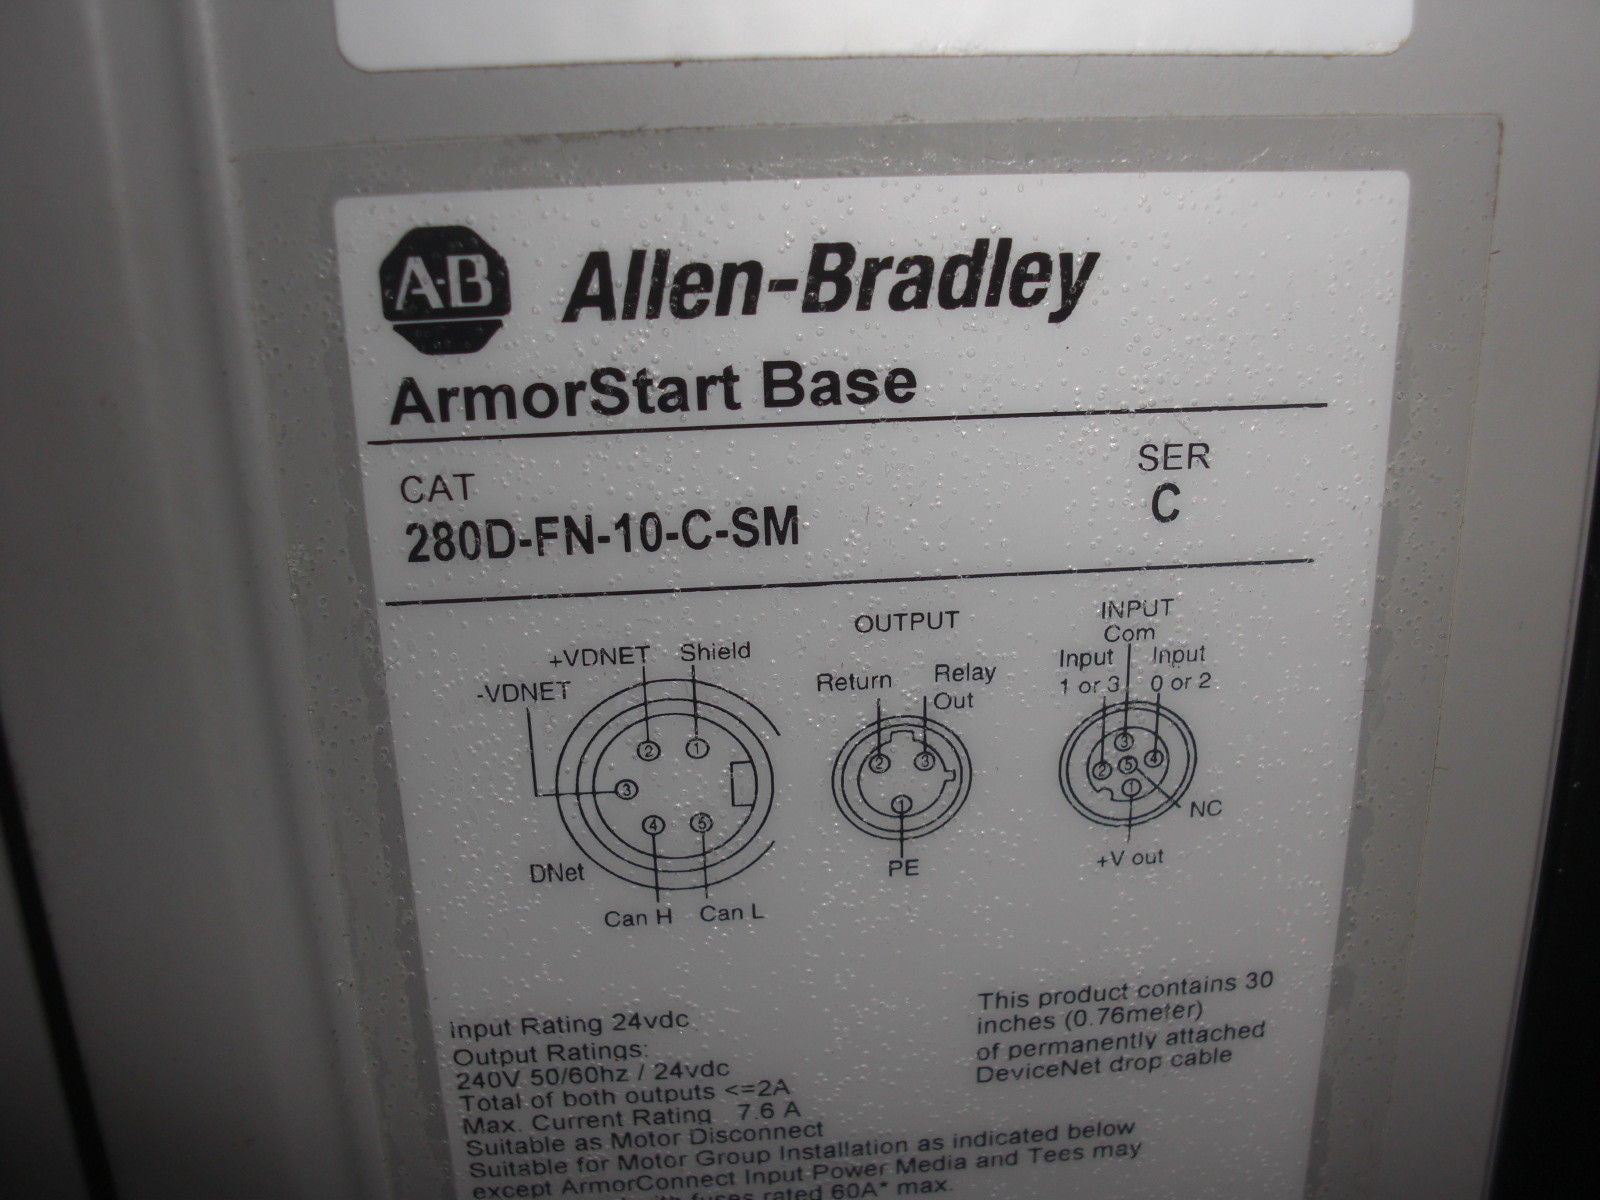 A-B Allen-Bradley
ArmorStart Base
CAT
280D-FN-10-C-SM
SER
C
+VDNET
Shield
-VDNET
2
1
3
4
5
DNet
Can H
Can L
OUTPUT
Return
Relay
Out
2
3
1
PE
INPUT
Com
Input
1 or 3
Input
0 or 2
3
2
5
4
1
NC
+V out
Input Rating 24vdc
Output Ratings:
240V 50/60hz / 24vdc
Total of both outputs <=2A
Max. Current Rating 7.6 A
Suitable as Motor Disconnect
Suitable for Motor Group Installation as indicated below
except ArmorConnect Input Power Media and Tees may
with fuses rated 60A* max.
This product contains 30
inches (0.76meter)
of permanently attached
DeviceNet drop cable